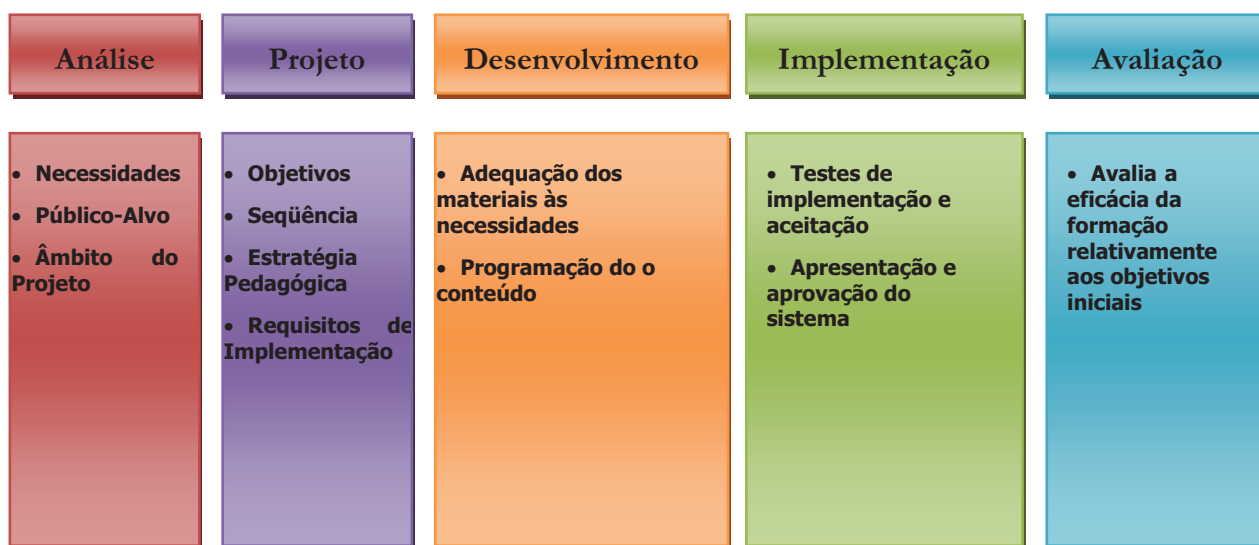 Análise
Projeto
Desenvolvimento
Implementação
Avaliação
• Necessidades
• Público-Alvo
• Âmbito do
Projeto
• Objetivos
• Seqüência
• Estratégia
Pedagógica
• Requisitos de
Implementação
• Adequação dos
materiais às
necessidades
• Programação do o
conteúdo
• Testes de
implementação e
aceitação
• Apresentação e
aprovação do
sistema
• Avalia a
eficácia da
formação
relativamente
aos objetivos
iniciais